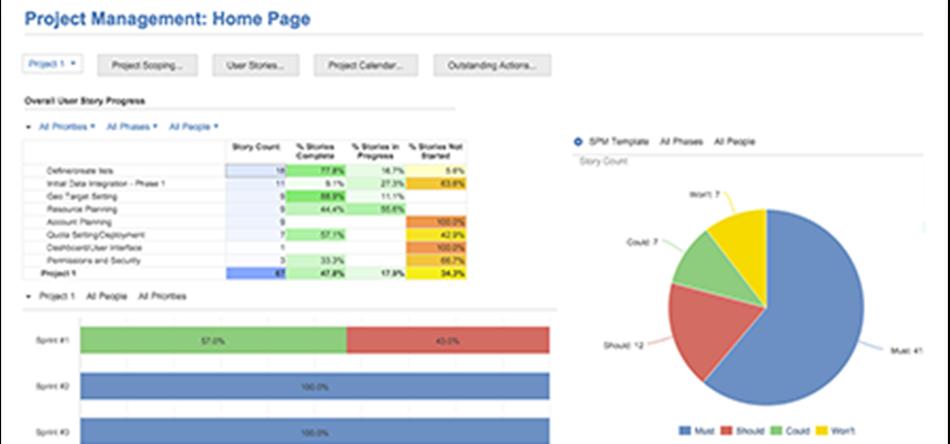 Project Management: Home Page
Project 1
Project Scoping...
User Stories...
Project Calendar...
Outstanding Actions...
Overall User Story Progress
All Priorities All Phases All People
Story Count % Stories Complete % Stories in Progress % Stories Not Started
Define/create lists 18 77.8% 16.7% 5.6%
Initial Data Integration - Phase 1 11 9.1% 27.3% 63.6%
Geo Target Setting 9 88.9% 11.1%
Resource Planning 9 44.4% 55.6%
Account Planning 9 100.0%
Quota Setting/Deployment 7 57.1% 42.9%
Dashboard/User Interface 1 100.0%
Permissions and Security 3 33.3% 66.7%
Project 1 67 47.8% 17.9% 34.3%
Project 1 All People All Priorities
Sprint #1 57.0% 43.0%
Sprint #2 100.0%
Sprint #3 100.0%
SPM Template All Phases All People
Story Count
Won't: 7
Could: 7
Should: 12
Must: 41
Must Should Could Won't